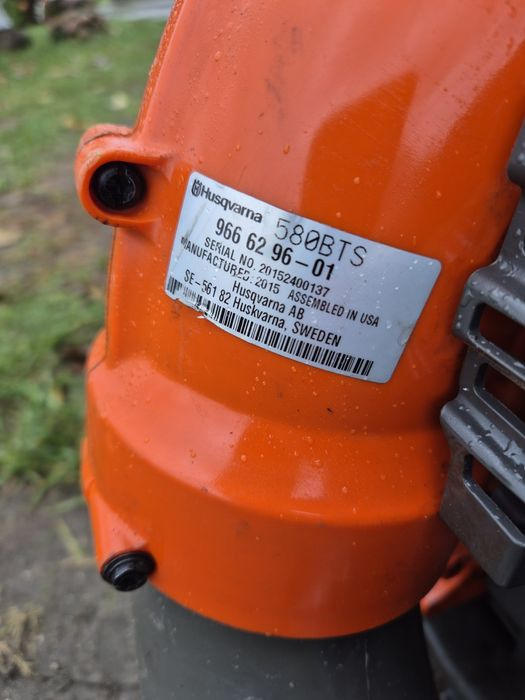 Husqvarna 580BTS
966 62 96-01
SERIAL NO. 20152400137
MANUFACTURED: 2015 ASSEMBLED IN USA
Husqvarna AB
SE-561 82 Huskvarna, SWEDEN